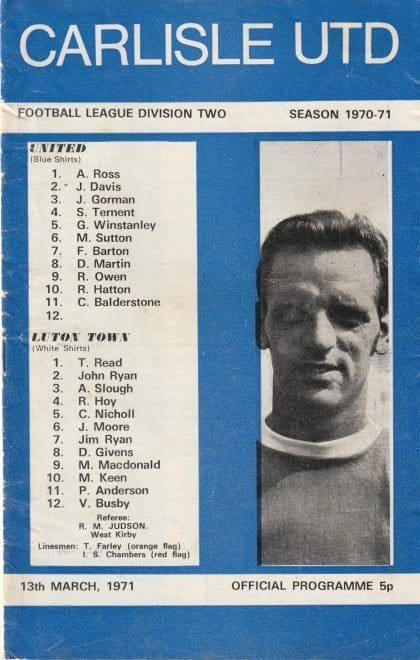 CARLISLE UTD
FOOTBALL LEAGUE DIVISION TWO SEASON 1970-71
UNITED
(Blue Shirts)
1. A. Ross
2. J. Davis
3. J. Gorman
4. S. Ternent
5. G. Winstanley
6. M. Sutton
7. F. Barton
8. D. Martin
9. R. Owen
10. R. Hatton
11. C. Balderstone
12.
LUTON TOWN
(White Shirts)
1. T. Read
2. John Ryan
3. A. Slough
4. R. Hoy
5. C. Nicholl
6. J. Moore
7. Jim Ryan
8. D. Givens
9. M. Macdonald
10. M. Keen
11. P. Anderson
12. V. Busby
Referee:
R. M. JUDSON,
West Kirby
Linesmen: T. Farley (orange flag)
I. S. Chambers (red flag)
13th MARCH, 1971 OFFICIAL PROGRAMME 5p